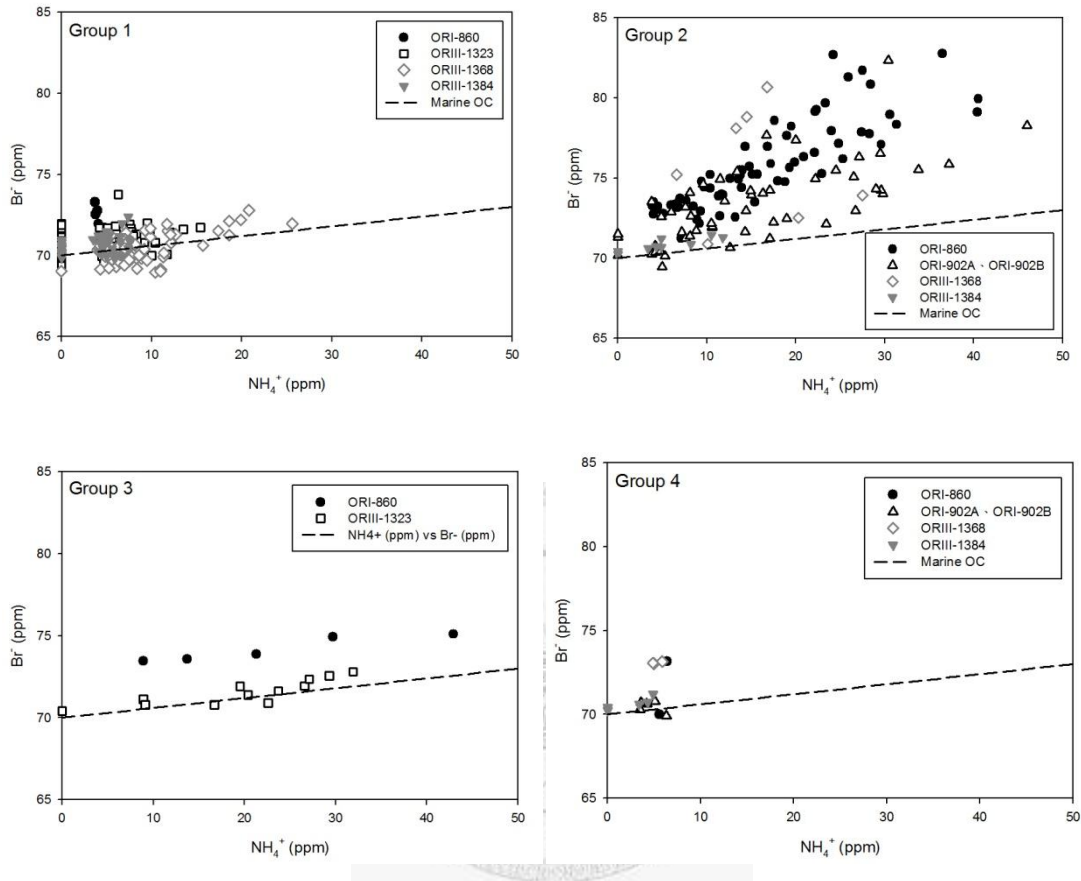 Group 1
ORI-860
ORIII-1323
ORIII-1368
ORIII-1384
Marine OC
Br⁻ (ppm)
85
80
75
70
65
0 10 20 30 40 50
NH₄⁺ (ppm)
Group 2
ORI-860
ORI-902A、ORI-902B
ORIII-1368
ORIII-1384
Marine OC
Br⁻ (ppm)
85
80
75
70
65
0 10 20 30 40 50
NH₄⁺ (ppm)
Group 3
ORI-860
ORIII-1323
NH4+ (ppm) vs Br- (ppm)
Br⁻ (ppm)
85
80
75
70
65
0 10 20 30 40 50
NH₄⁺ (ppm)
Group 4
ORI-860
ORI-902A、ORI-902B
ORIII-1368
ORIII-1384
Marine OC
Br⁻ (ppm)
85
80
75
70
65
0 10 20 30 40 50
NH₄⁺ (ppm)